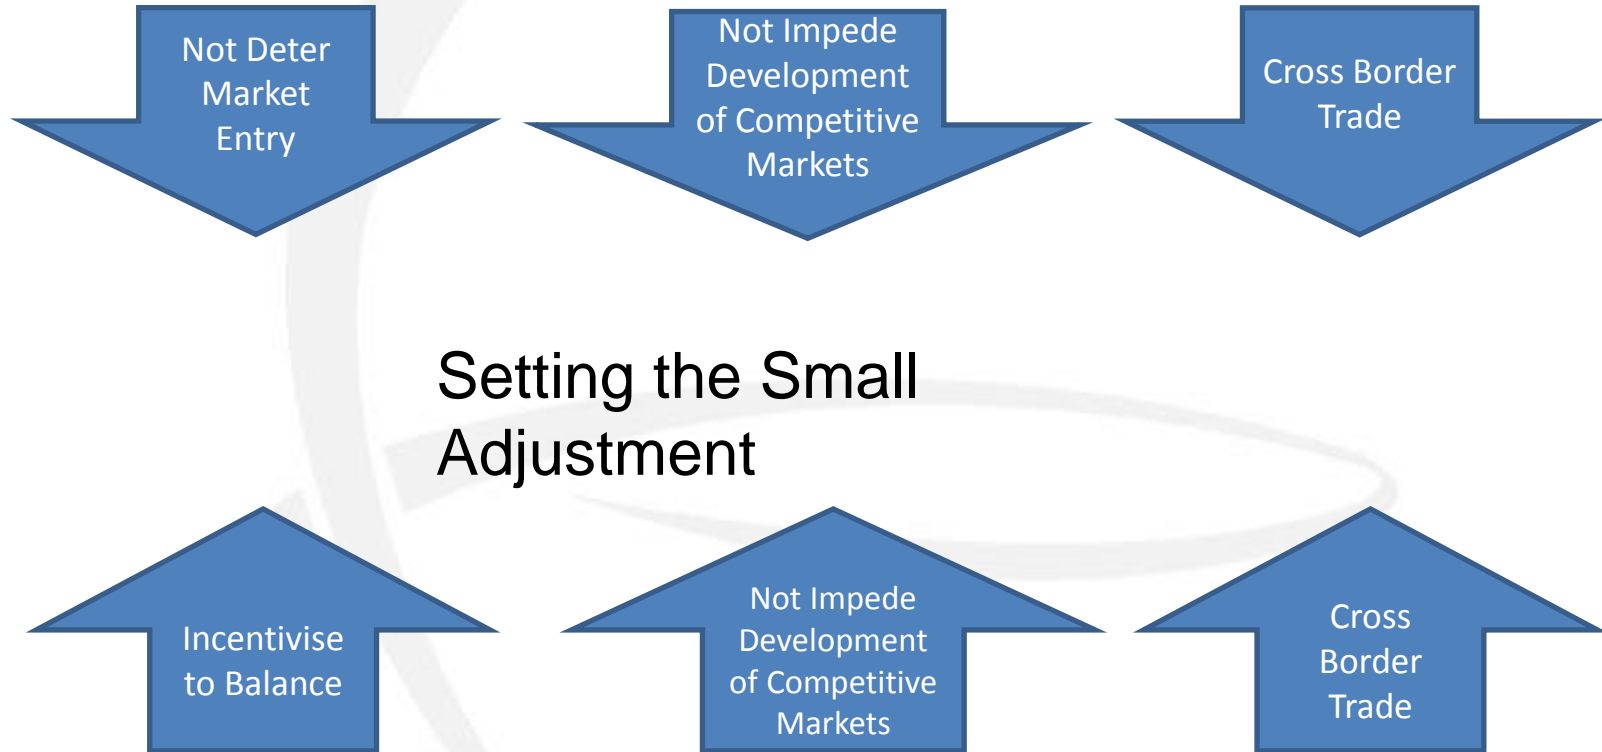 Not Deter
Market
Entry
Not Impede
Development
of Competitive
Markets
Cross Border
Trade
Setting the Small
Adjustment
Incentivise
to Balance
Not Impede
Development
of Competitive
Markets
Cross
Border
Trade